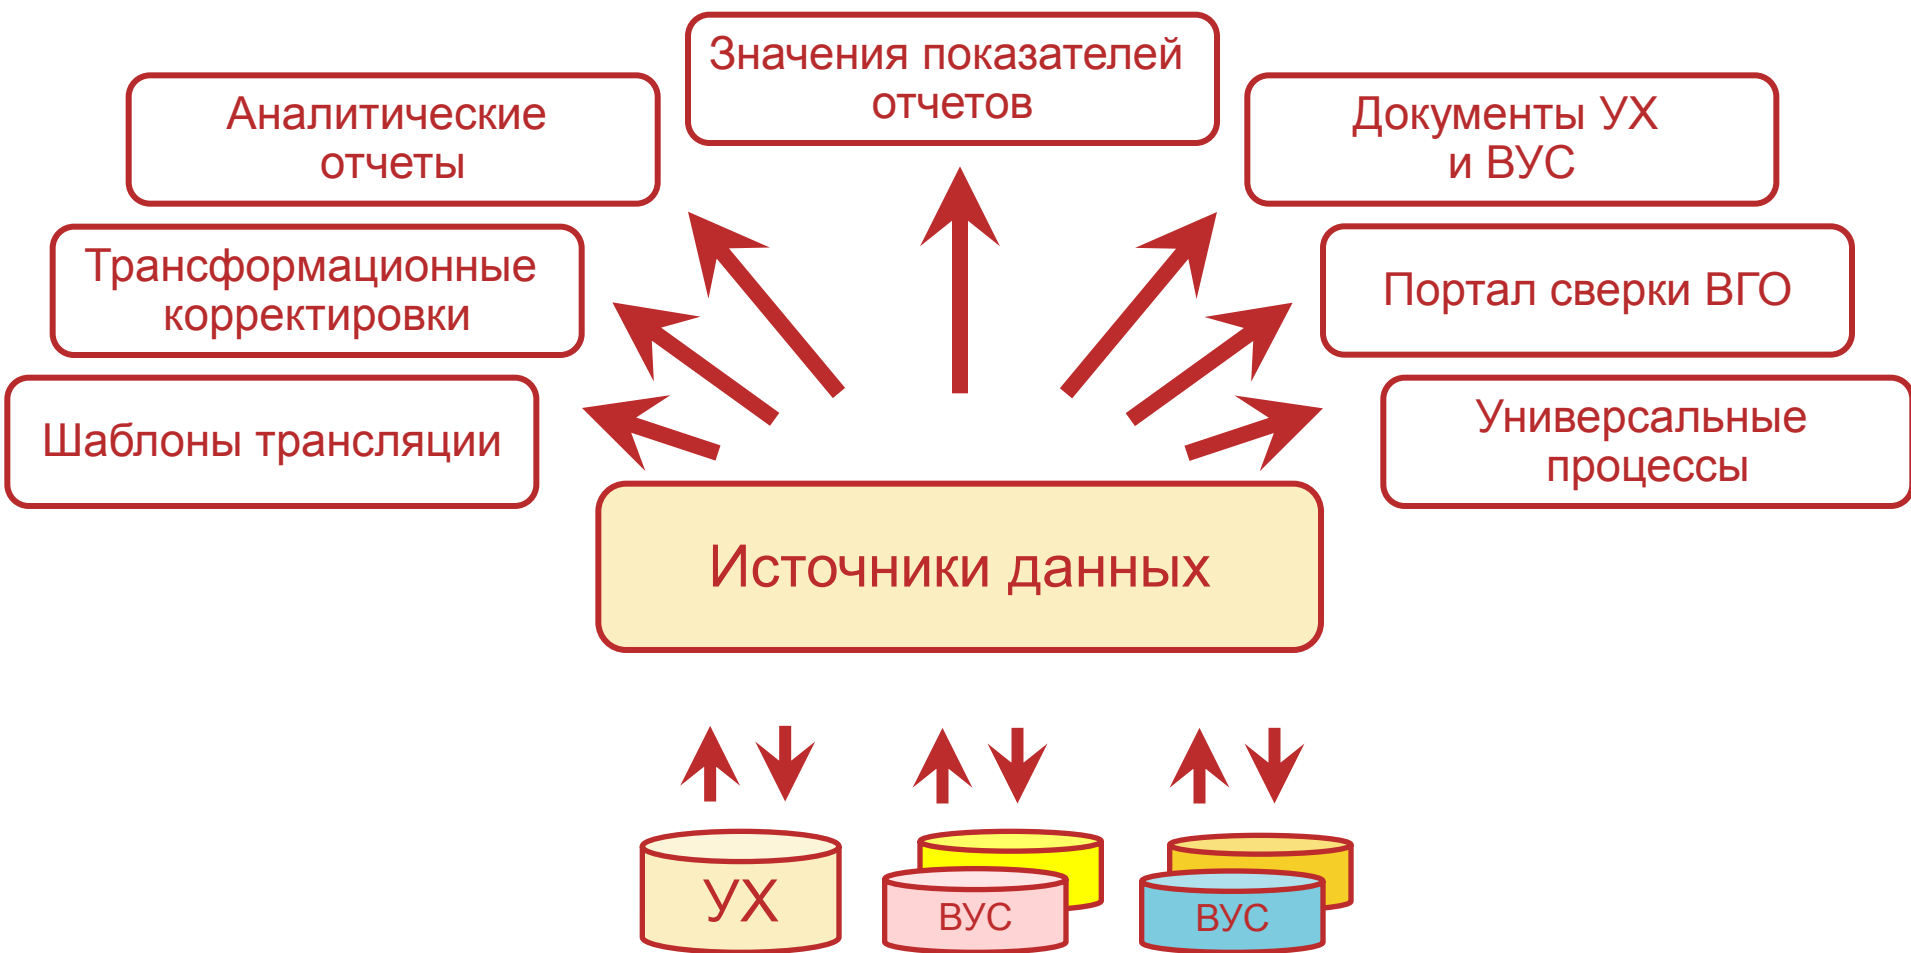 Значения показателей
отчетов
Аналитические
отчеты
Документы УХ
и ВУС
Трансформационные
корректировки
Портал сверки ВГО
Шаблоны трансляции
Универсальные
процессы
Источники данных
УХ
ВУС
ВУС